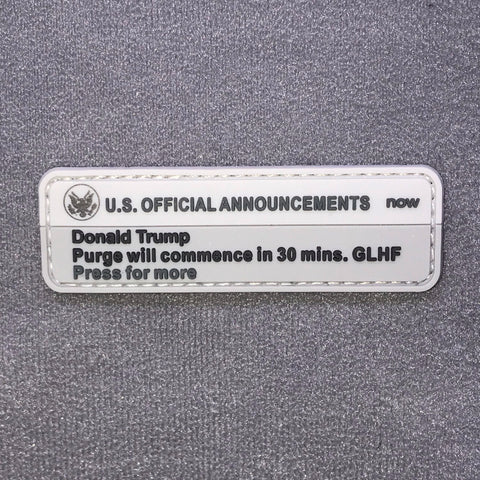 U.S. OFFICIAL ANNOUNCEMENTS now
Donald Trump
Purge will commence in 30 mins. GLHF
Press for more